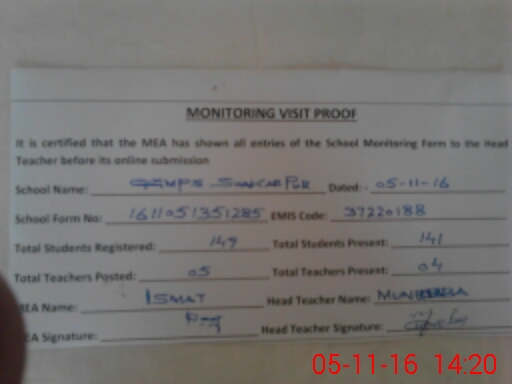 MONITORING VISIT PROOF
It is certified that the MEA has shown all entries of the School Monitoring Form to the Head
Teacher before its online submission
School Name: Shakar Pur Dated:- 05-11-16
School Form No: 1611051351285 EMIS Code: 37220188
Total Students Registered: 149 Total Students Present: 141
Total Teachers Posted: 05 Total Teachers Present: 04
MEA Name: ISMAT Head Teacher Name:
MEA Signature: Head Teacher Signature:
05-11-16 14:20